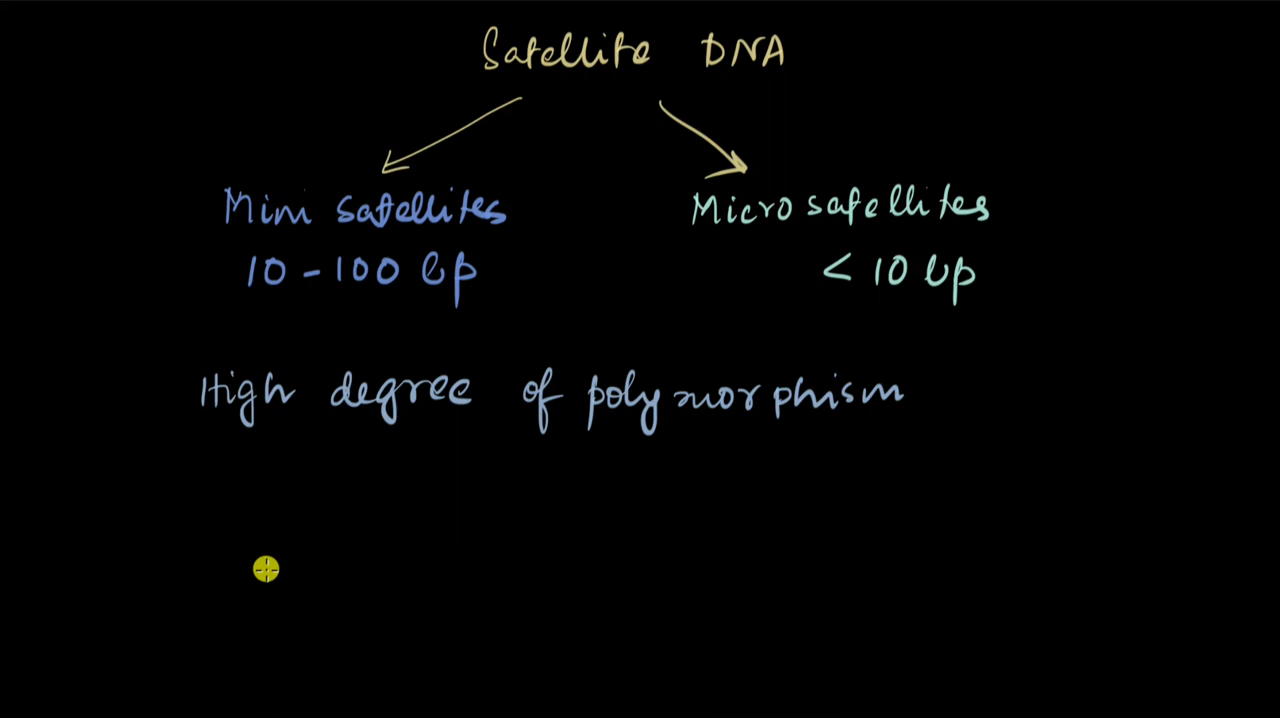 Satellite DNA
Mini satellites
10 - 100 bp
Micro satellites
< 10 bp
High degree of polymorphism